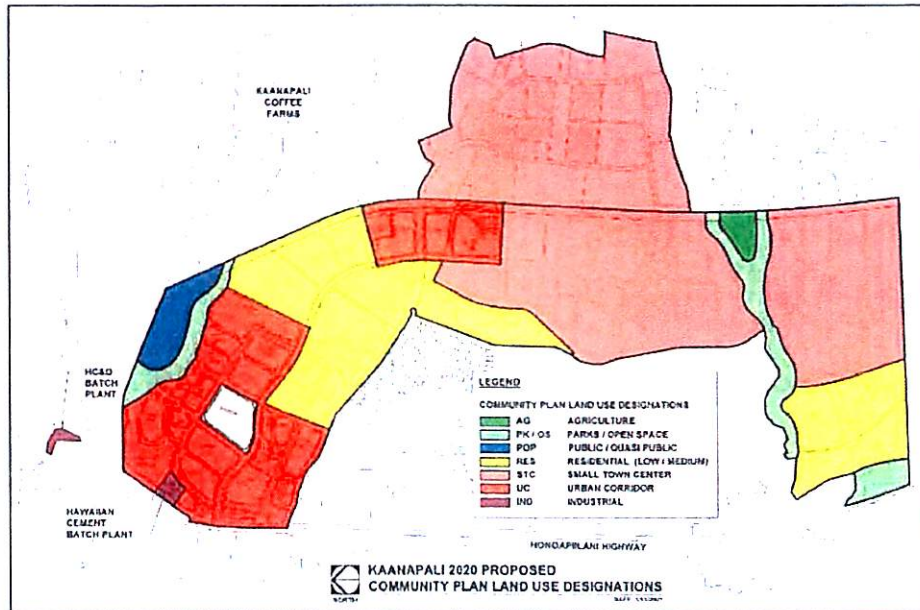 KAANAPALI
COFFEE
FARMS
HC&D
BATCH
PLANT
HAWAIIAN
CEMENT
BATCH PLANT
LEGEND
COMMUNITY PLAN LAND USE DESIGNATIONS
AG AGRICULTURE
PK / OS PARKS / OPEN SPACE
PQP PUBLIC / QUASI PUBLIC
RES RESIDENTIAL (LOW / MEDIUM)
STC SMALL TOWN CENTER
UC URBAN CORRIDOR
IND INDUSTRIAL
HONOAPIILANI HIGHWAY
KAANAPALI 2020 PROPOSED
COMMUNITY PLAN LAND USE DESIGNATIONS
NORTH